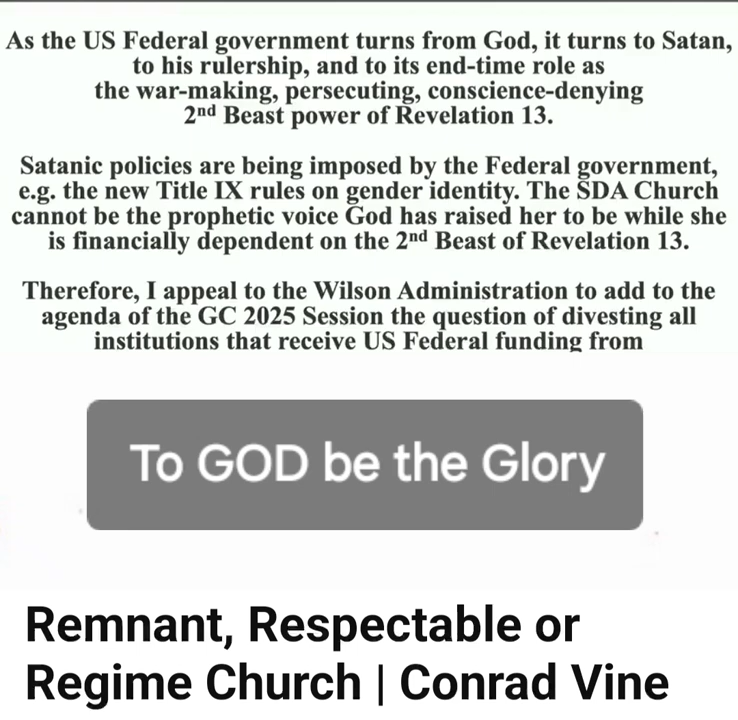 As the US Federal government turns from God, it turns to Satan,
to his rulership, and to its end-time role as
the war-making, persecuting, conscience-denying
2nd Beast power of Revelation 13.
Satanic policies are being imposed by the Federal government,
e.g. the new Title IX rules on gender identity. The SDA Church
cannot be the prophetic voice God has raised her to be while she
is financially dependent on the 2nd Beast of Revelation 13.
Therefore, I appeal to the Wilson Administration to add to the
agenda of the GC 2025 Session the question of divesting all
institutions that receive US Federal funding from
To GOD be the Glory
Remnant, Respectable or
Regime Church | Conrad Vine